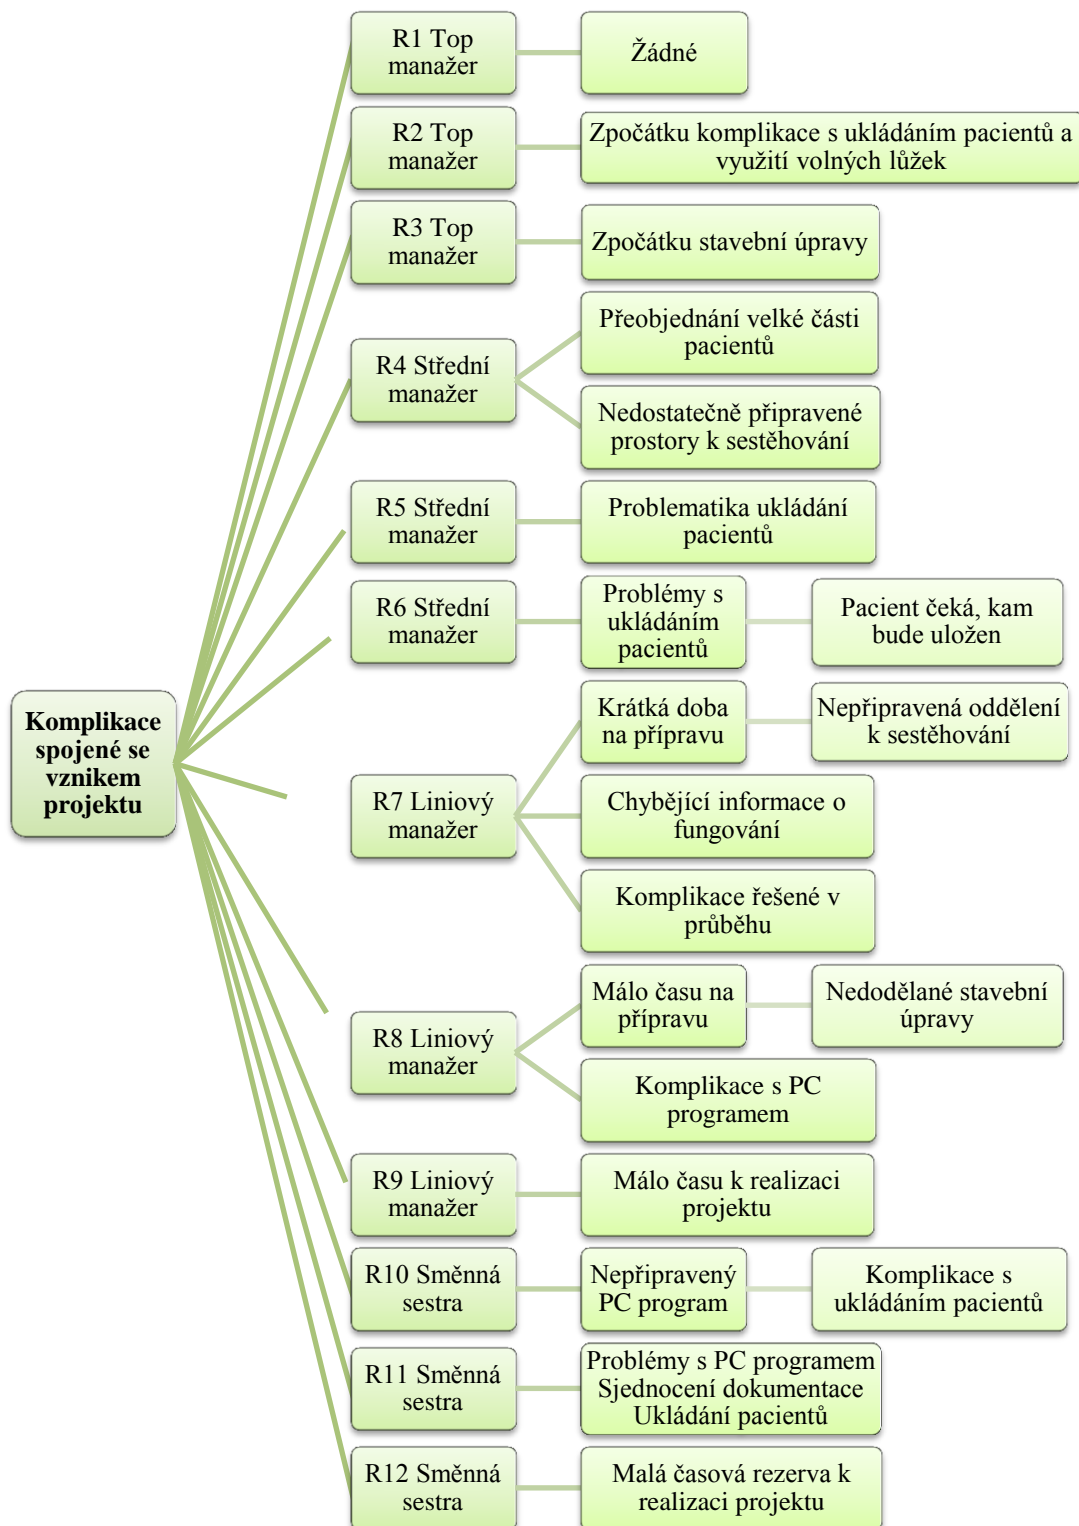 R1 Top
manažer
Žádné
R2 Top
manažer
Zpočátku komplikace s ukládáním pacientů a
využití volných lůžek
R3 Top
manažer
Zpočátku stavební úpravy
R4 Střední
manažer
Přeobjednání velké části
pacientů
Nedostatečně připravené
prostory k sestěhování
R5 Střední
manažer
Problematika ukládání
pacientů
R6 Střední
manažer
Problémy s
ukládáním
pacientů
Pacient čeká, kam
bude uložen
Komplikace
spojené se
vznikem
projektu
R7 Liniový
manažer
Krátká doba
na přípravu
Nepřipravená oddělení
k sestěhování
Chybějící informace o
fungování
Komplikace řešené v
průběhu
R8 Liniový
manažer
Málo času na
přípravu
Nedodělané stavební
úpravy
Komplikace s PC
programem
R9 Liniový
manažer
Málo času k realizaci
projektu
R10 Směnná
sestra
Nepřipravený
PC program
Komplikace s
ukládáním pacientů
R11 Směnná
sestra
Problémy s PC programem
Sjednocení dokumentace
Ukládání pacientů
R12 Směnná
sestra
Malá časová rezerva k
realizaci projektu